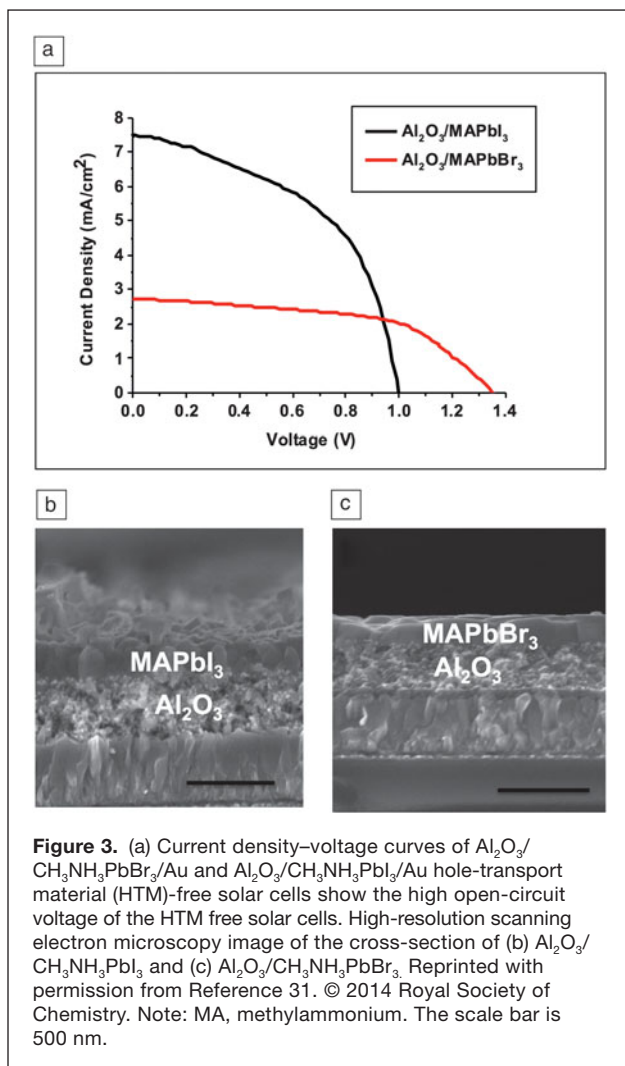 a
8
7
6
5
4
3
2
1
0
Current Density (mA/cm²)
Al₂O₃/MAPbI₃
Al₂O₃/MAPbBr₃
0.0 0.2 0.4 0.6 0.8 1.0 1.2 1.4
Voltage (V)
b
MAPbI₃
Al₂O₃
c
MAPbBr₃
Al₂O₃
Figure 3. (a) Current density–voltage curves of Al₂O₃/
CH₃NH₃PbBr₃/Au and Al₂O₃/CH₃NH₃PbI₃/Au hole-transport
material (HTM)-free solar cells show the high open-circuit
voltage of the HTM free solar cells. High-resolution scanning
electron microscopy image of the cross-section of (b) Al₂O₃/
CH₃NH₃PbI₃ and (c) Al₂O₃/CH₃NH₃PbBr₃. Reprinted with
permission from Reference 31. © 2014 Royal Society of
Chemistry. Note: MA, methylammonium. The scale bar is
500 nm.